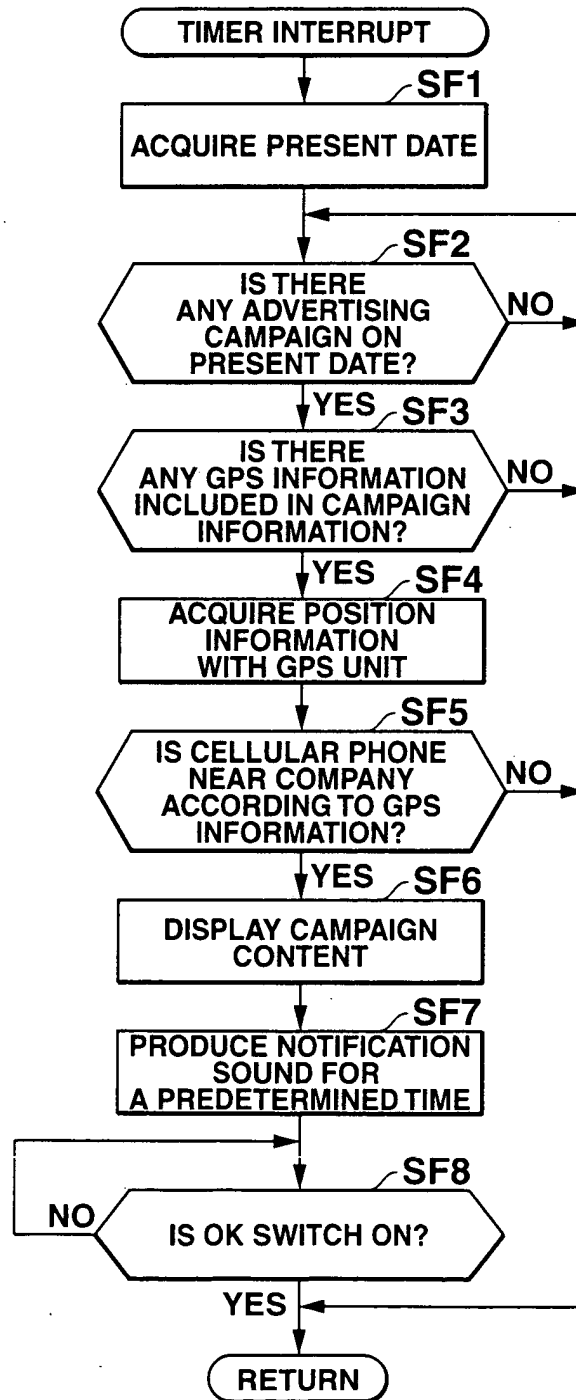 TIMER INTERRUPT
SF1
ACQUIRE PRESENT DATE
SF2
IS THERE
ANY ADVERTISING
CAMPAIGN ON
PRESENT DATE?
NO
YES
SF3
IS THERE
ANY GPS INFORMATION
INCLUDED IN CAMPAIGN
INFORMATION?
NO
YES
SF4
ACQUIRE POSITION
INFORMATION
WITH GPS UNIT
SF5
IS CELLULAR PHONE
NEAR COMPANY
ACCORDING TO GPS
INFORMATION?
NO
YES
SF6
DISPLAY CAMPAIGN
CONTENT
SF7
PRODUCE NOTIFICATION
SOUND FOR
A PREDETERMINED TIME
SF8
NO
IS OK SWITCH ON?
YES
RETURN